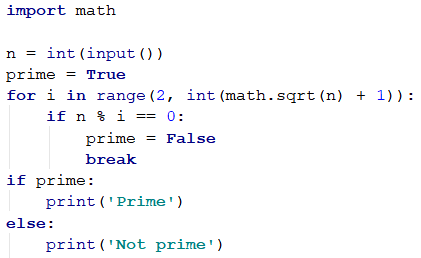 import math

n = int(input())
prime = True
for i in range(2, int(math.sqrt(n) + 1)):
    if n % i == 0:
        prime = False
        break
if prime:
    print('Prime')
else:
    print('Not prime')